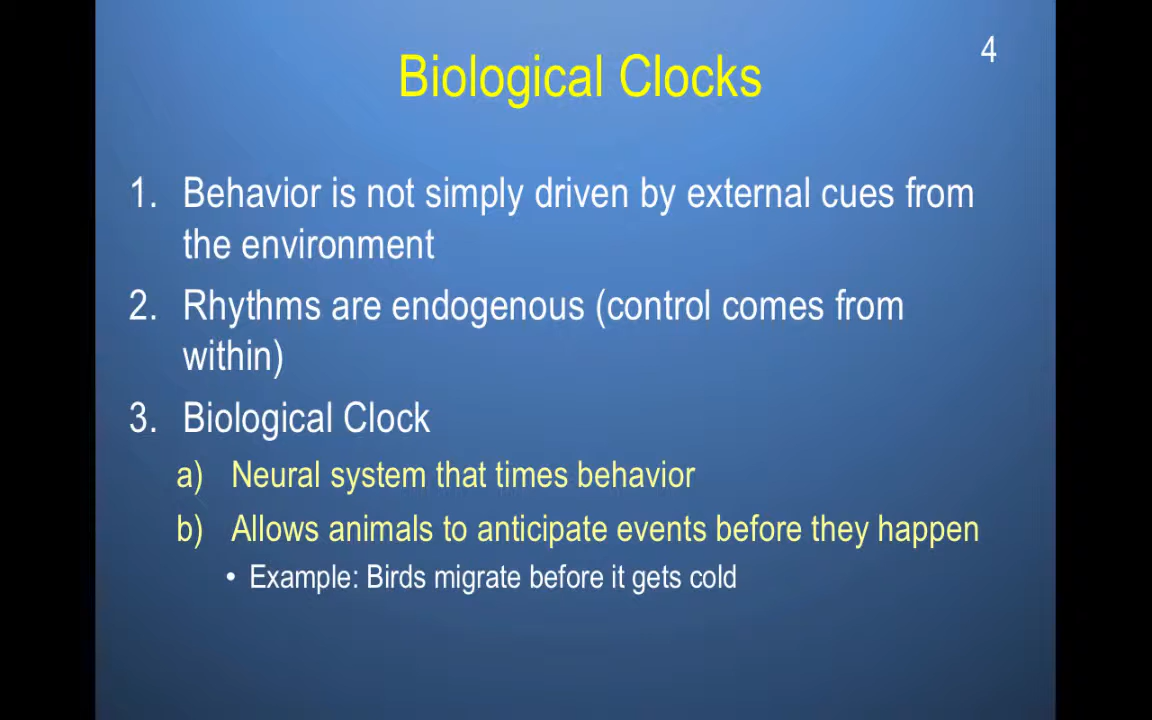 4
Biological Clocks
1. Behavior is not simply driven by external cues from
the environment
2. Rhythms are endogenous (control comes from
within)
3. Biological Clock
a) Neural system that times behavior
b) Allows animals to anticipate events before they happen
• Example: Birds migrate before it gets cold